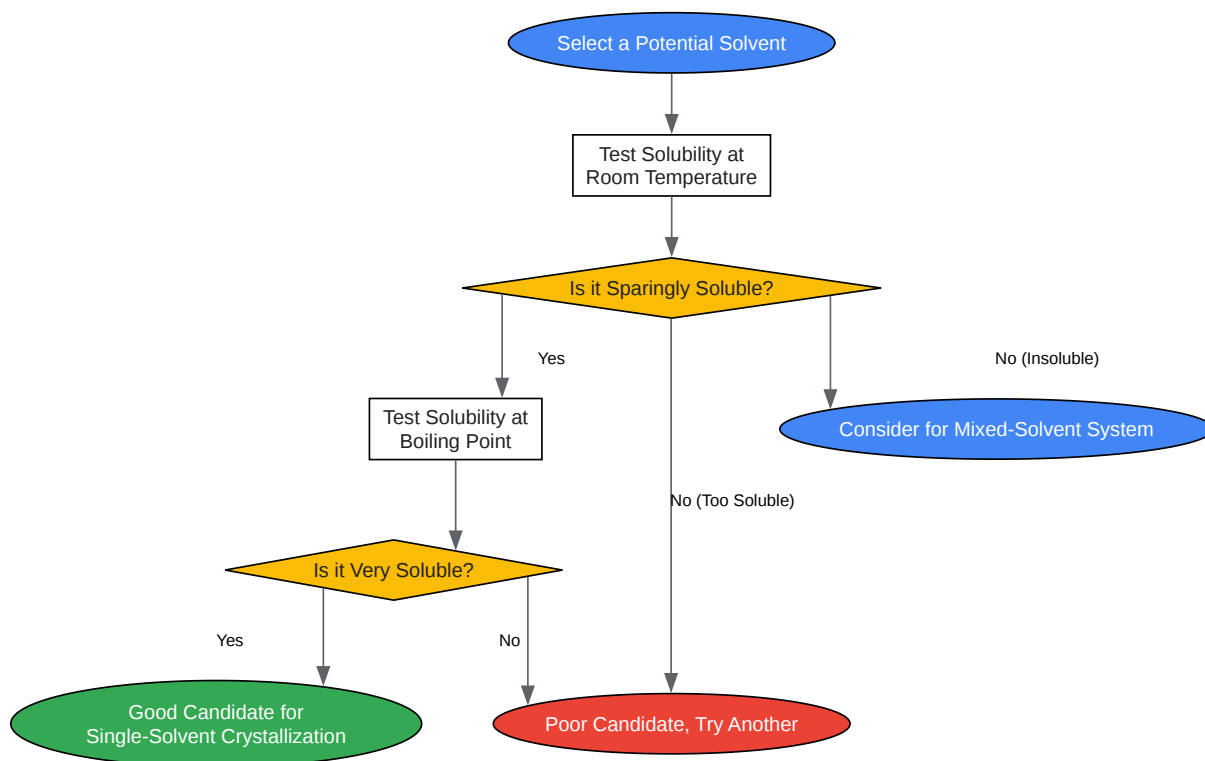 Select a Potential Solvent
Test Solubility at
Room Temperature
Is it Sparingly Soluble?
Yes
No (Insoluble)
Test Solubility at
Boiling Point
Consider for Mixed-Solvent System
No (Too Soluble)
Is it Very Soluble?
Yes
No
Good Candidate for
Single-Solvent Crystallization
Poor Candidate, Try Another